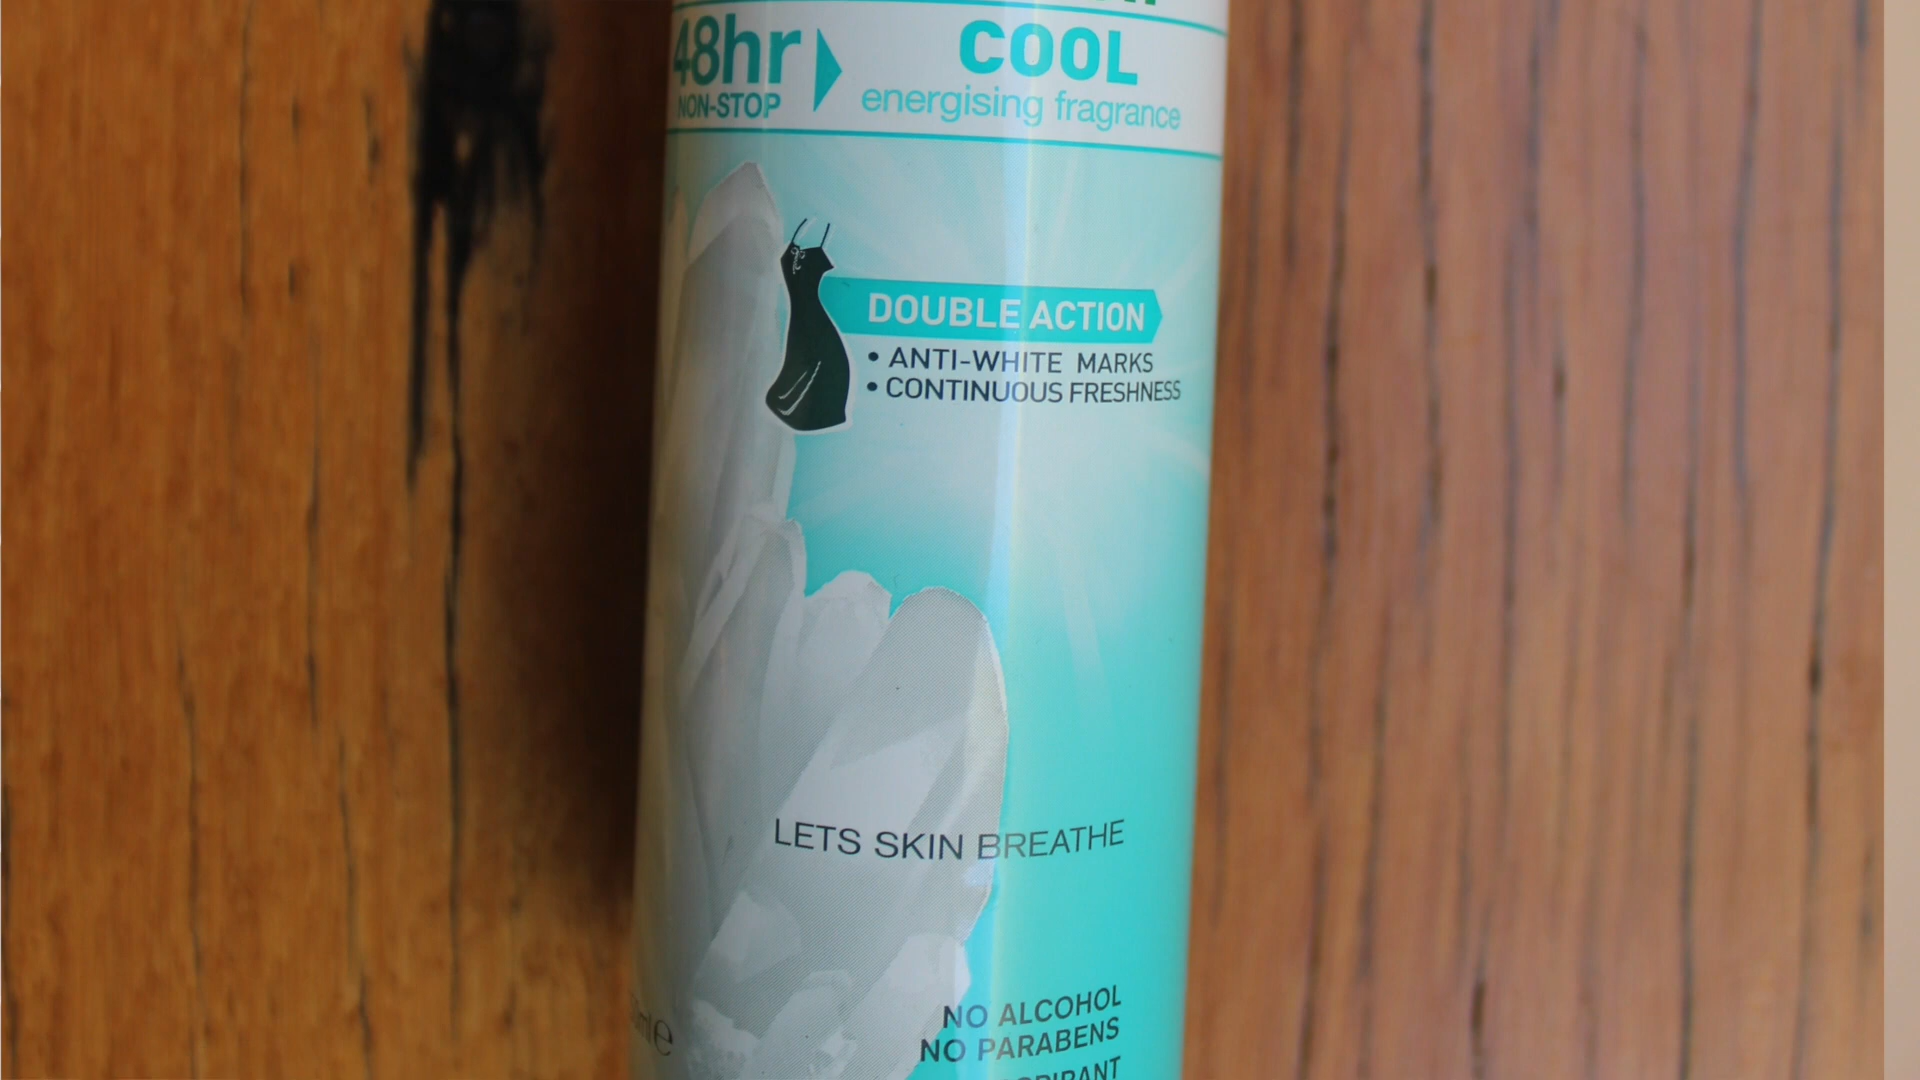 48hr
NON-STOP
COOL
energising fragrance
DOUBLE ACTION
• ANTI-WHITE MARKS
• CONTINUOUS FRESHNESS
LETS SKIN BREATHE
NO ALCOHOL
NO PARABENS